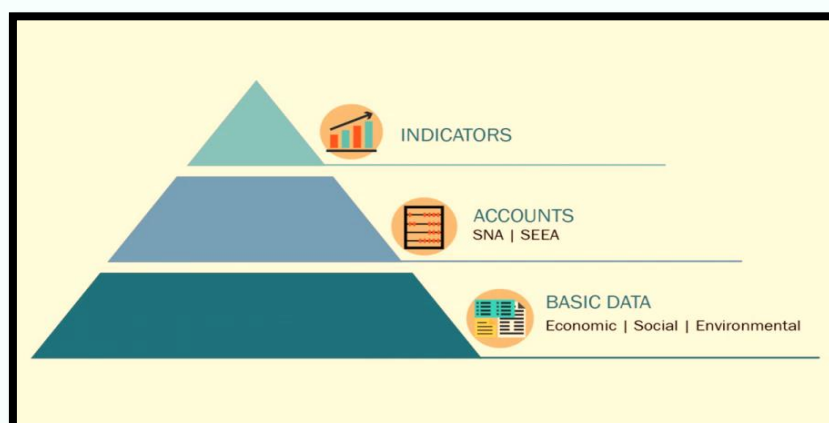 INDICATORS
ACCOUNTS
SNA | SEEA
BASIC DATA
Economic | Social | Environmental